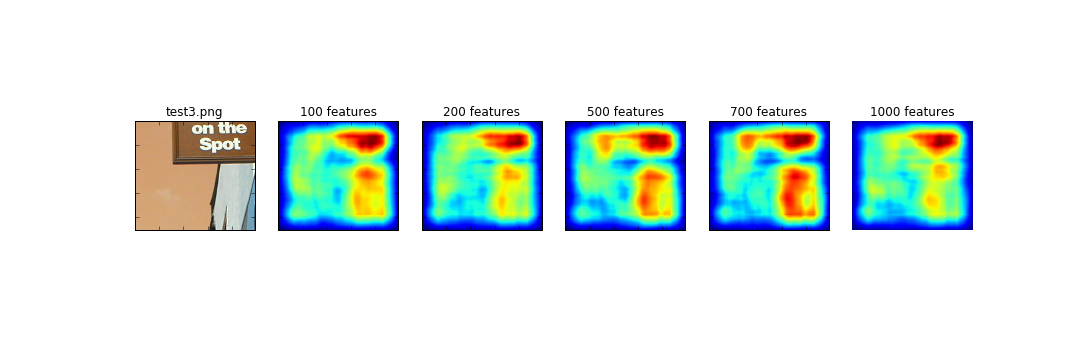 test3.png
100 features
200 features
500 features
700 features
1000 features
on the
Spot